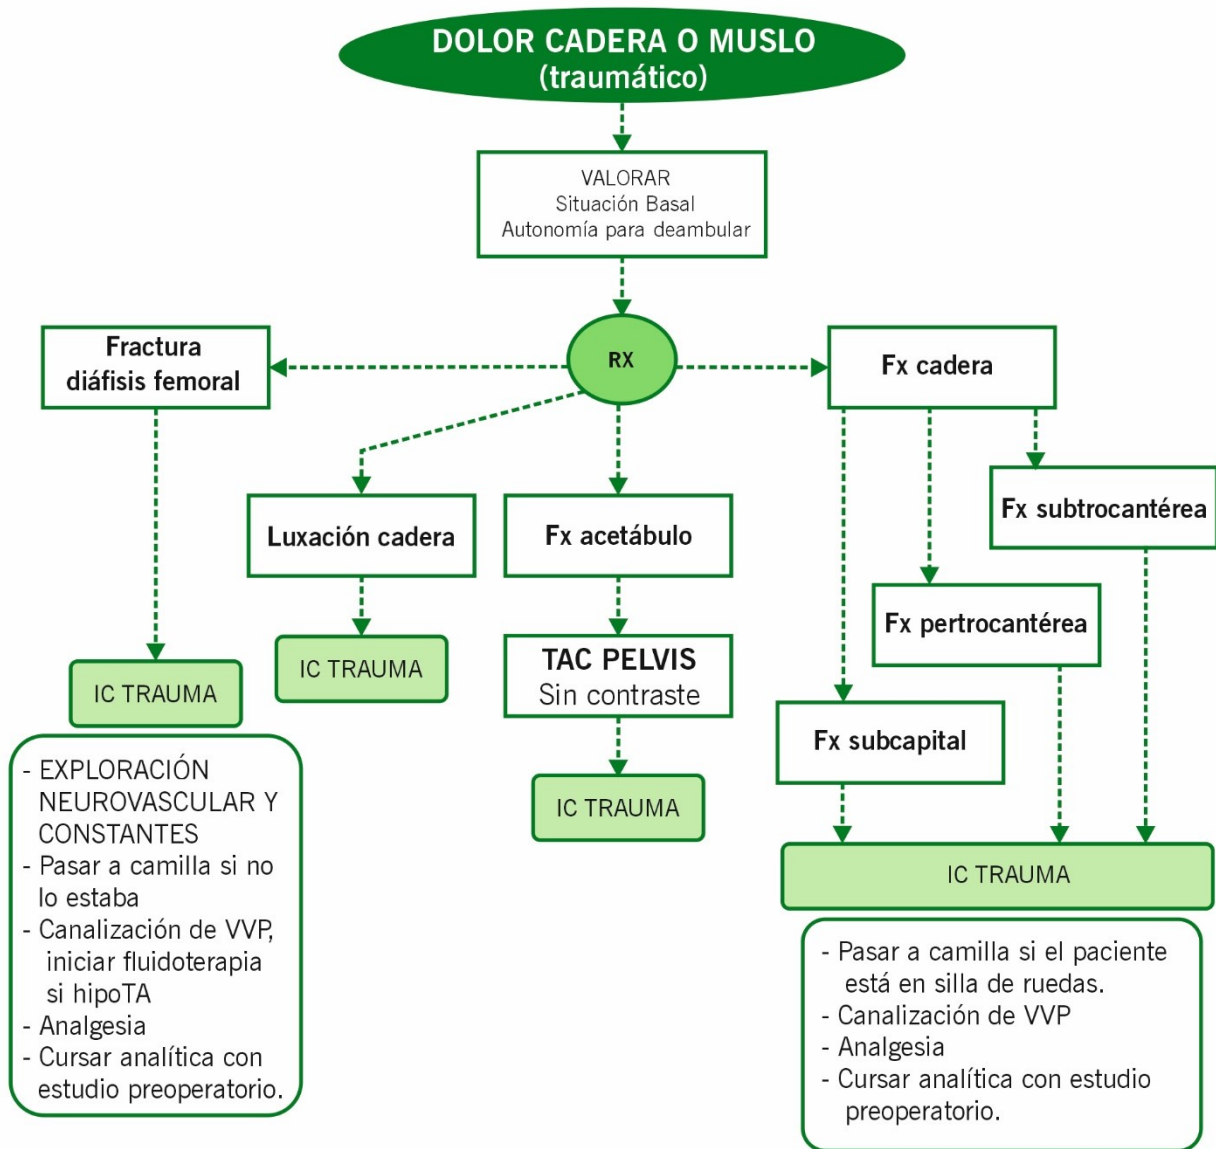 DOLOR CADERA O MUSLO
(traumático)
VALORAR
Situación Basal
Autonomía para deambular
RX
Fractura
diáfisis femoral
Fx cadera
Luxación cadera
Fx acetábulo
Fx subtrocantérea
Fx pertrocantérea
Fx subcapital
IC TRAUMA
IC TRAUMA
TAC PELVIS
Sin contraste
IC TRAUMA
IC TRAUMA
- EXPLORACIÓN
NEUROVASCULAR Y
CONSTANTES
- Pasar a camilla si no
lo estaba
- Canalización de VVP,
iniciar fluidoterapia
si hipoTA
- Analgesia
- Cursar analítica con
estudio preoperatorio.
- Pasar a camilla si el paciente
está en silla de ruedas.
- Canalización de VVP
- Analgesia
- Cursar analítica con estudio
preoperatorio.